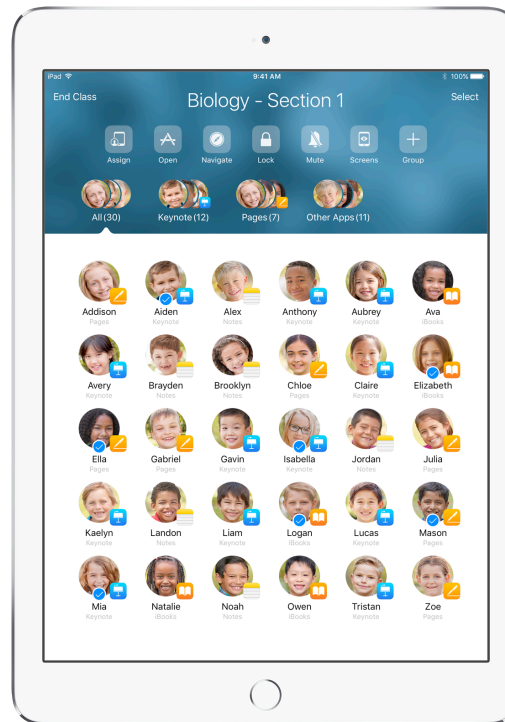 iPad 9:41 AM 100%
End Class Biology - Section 1 Select
Assign Open Navigate Lock Mute Screens Group
All (30) Keynote (12) Pages (7) Other Apps (11)
Addison Aiden Alex Anthony Aubrey Ava
Pages Keynote Notes Keynote Keynote iBooks
Avery Brayden Brooklyn Chloe Claire Elizabeth
Keynote Notes Notes Pages Keynote iBooks
Ella Gabriel Gavin Isabella Jordan Julia
Pages Pages Keynote Keynote Notes Pages
Kaelyn Landon Liam Logan Lucas Mason
Keynote Notes Keynote iBooks Keynote Pages
Mia Natalie Noah Owen Tristan Zoe
Keynote iBooks Notes iBooks Keynote Pages